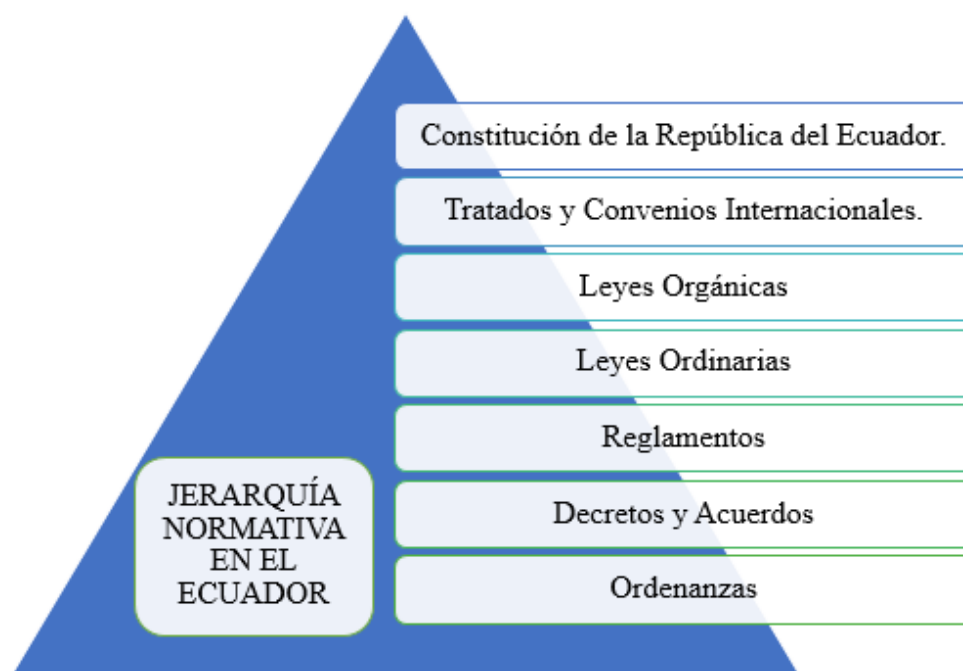 Constitución de la República del Ecuador.
Tratados y Convenios Internacionales.
Leyes Orgánicas
Leyes Ordinarias
Reglamentos
Decretos y Acuerdos
Ordenanzas
JERARQUÍA
NORMATIVA
EN EL
ECUADOR